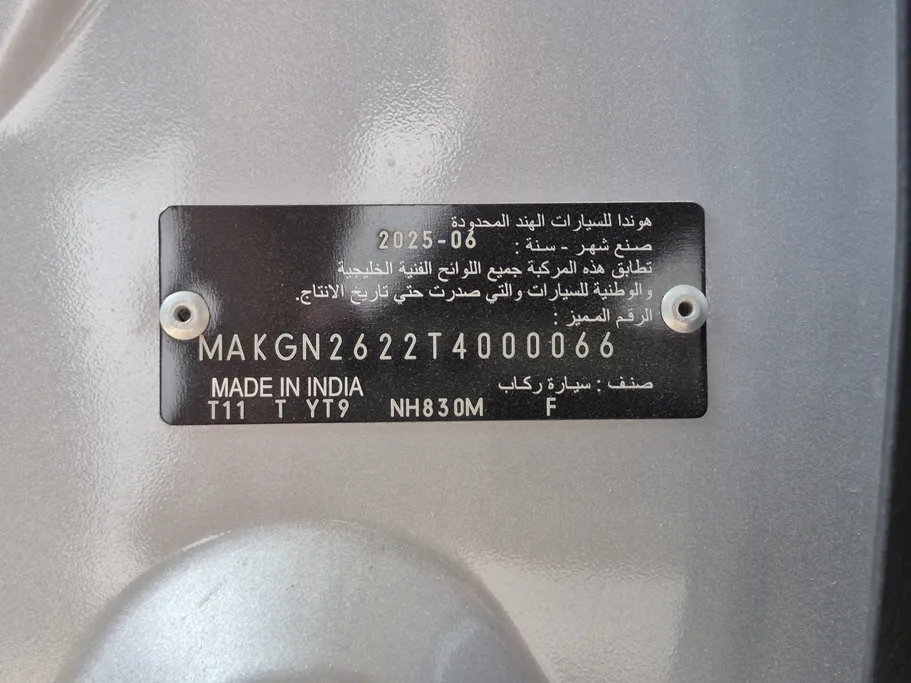 هوندا للسيارات الهند المحدودة
صنع شهر - سنة : 2025-06
تطابق هذه المركبة جميع اللوائح الفنية الخليجية
والوطنية للسيارات والتي صدرت حتي تاريخ الانتاج.
الرقم المميز :
MAKGN2622T4000066
صنف : سيارة ركاب MADE IN INDIA
T11 T YT9 NH830M F